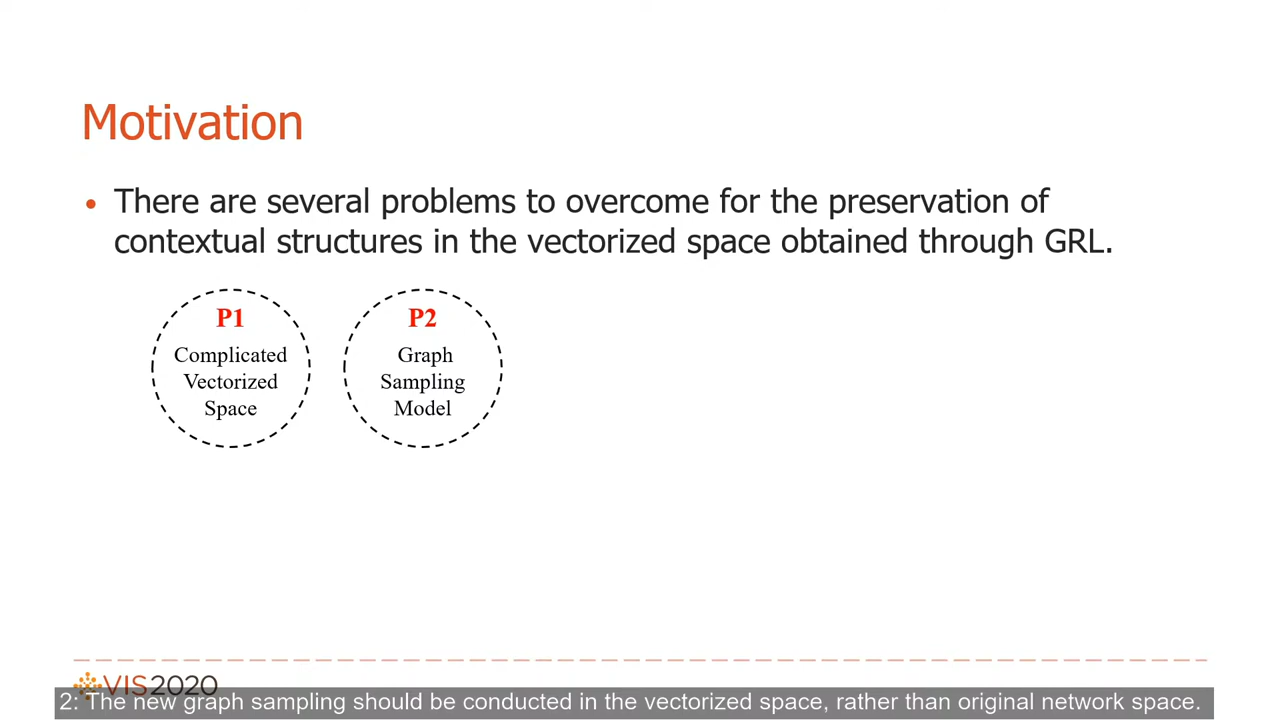 Motivation
• There are several problems to overcome for the preservation of
contextual structures in the vectorized space obtained through GRL.
P1
Complicated
Vectorized
Space
P2
Graph
Sampling
Model
VIS2020
2: The new graph sampling should be conducted in the vectorized space, rather than original network space.